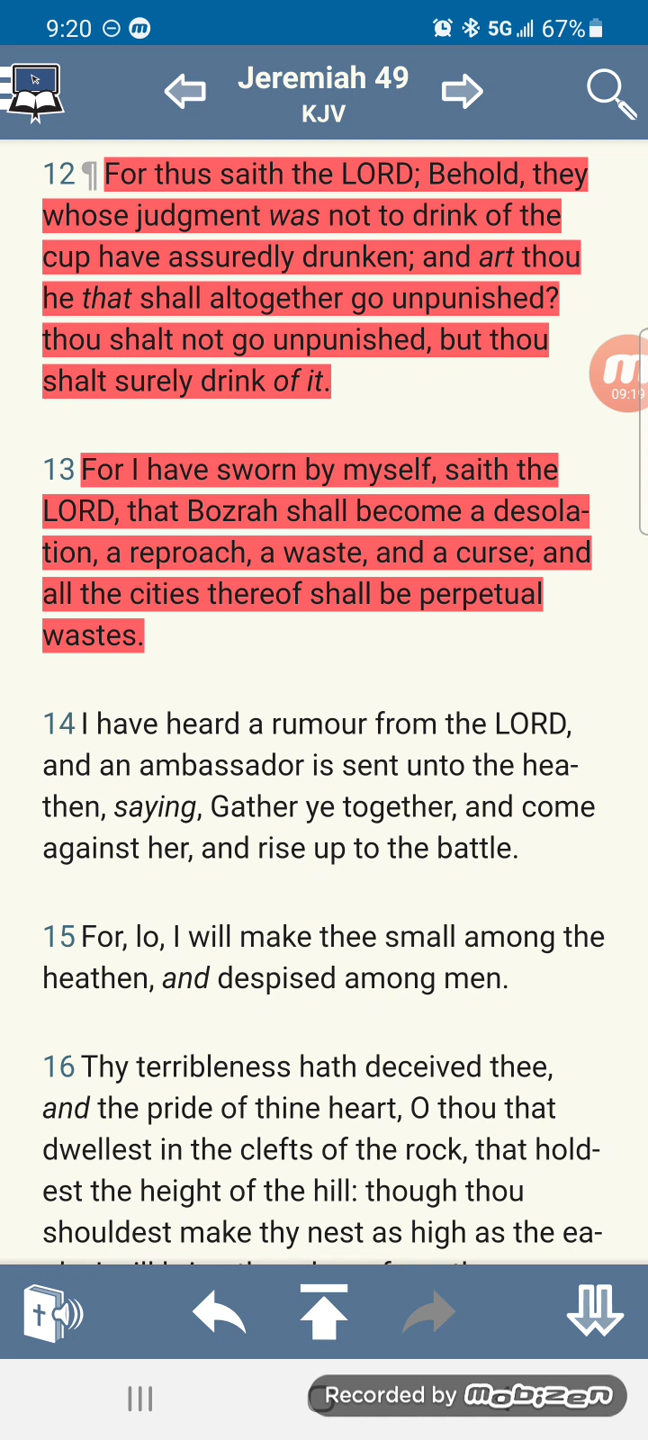 9:20 67%
5G
Jeremiah 49
KJV
12 ¶ For thus saith the LORD; Behold, they
whose judgment was not to drink of the
cup have assuredly drunken; and art thou
he that shall altogether go unpunished?
thou shalt not go unpunished, but thou
shalt surely drink of it.
09:19
13 For I have sworn by myself, saith the
LORD, that Bozrah shall become a desola-
tion, a reproach, a waste, and a curse; and
all the cities thereof shall be perpetual
wastes.
14 I have heard a rumour from the LORD,
and an ambassador is sent unto the hea-
then, saying, Gather ye together, and come
against her, and rise up to the battle.
15 For, lo, I will make thee small among the
heathen, and despised among men.
16 Thy terribleness hath deceived thee,
and the pride of thine heart, O thou that
dwellest in the clefts of the rock, that hold-
est the height of the hill: though thou
shouldest make thy nest as high as the ea-
Recorded by mobizen